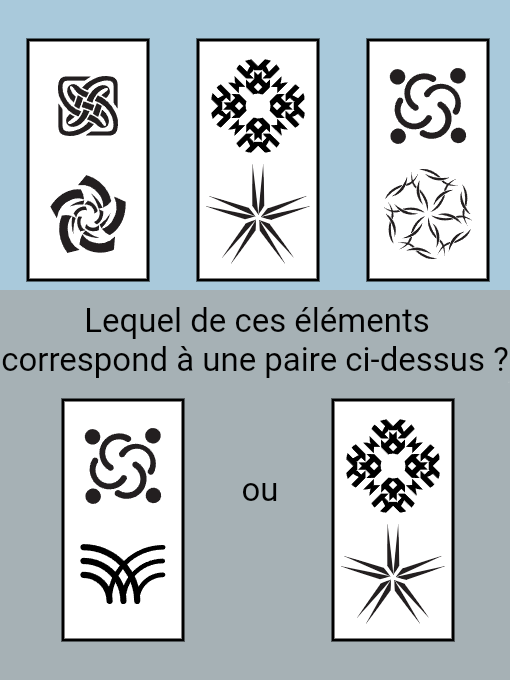 Lequel de ces éléments
correspond à une paire ci-dessus ?
ou